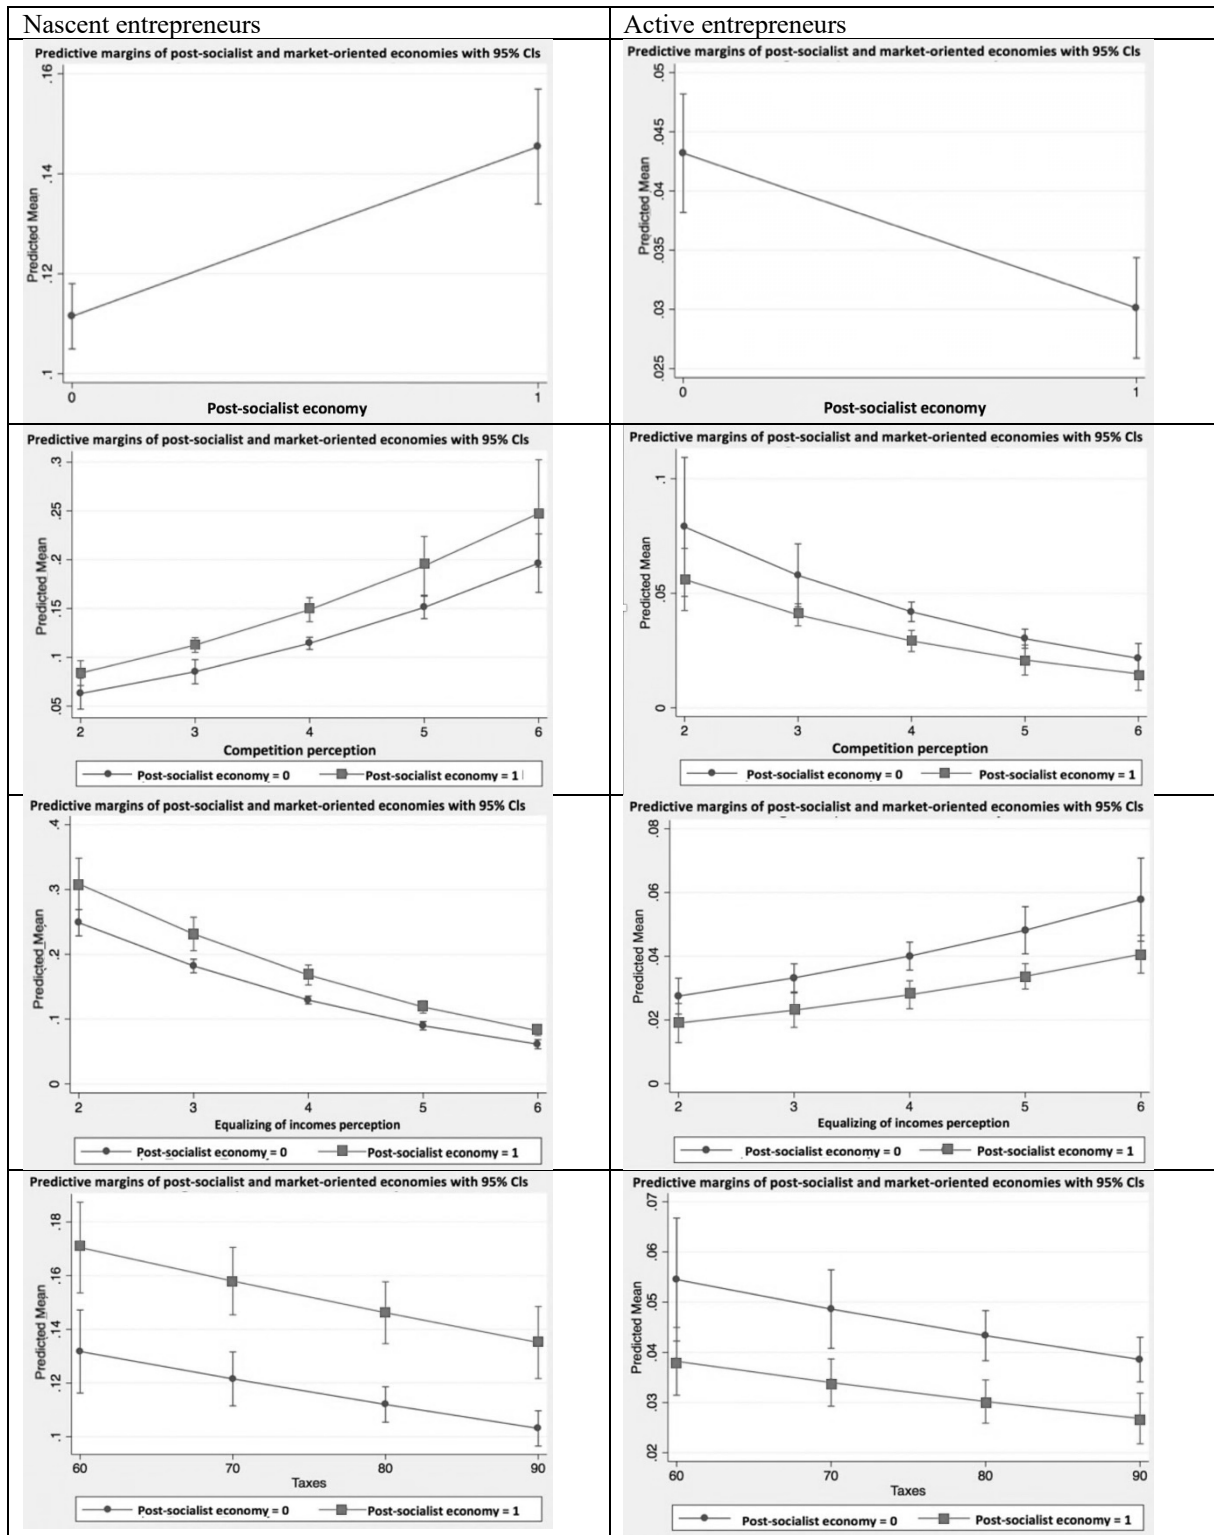 Nascent entrepreneurs
Active entrepreneurs
Predictive margins of post-socialist and market-oriented economies with 95% CIs
Predicted Mean
.16
.14
.12
.1
0
1
Post-socialist economy
Predictive margins of post-socialist and market-oriented economies with 95% CIs
Predicted Mean
.05
.045
.04
.035
.03
.025
0
1
Post-socialist economy
Predictive margins of post-socialist and market-oriented economies with 95% CIs
Predicted Mean
.3
.25
.2
.15
.1
.05
2 3 4 5 6
Competition perception
Post-socialist economy = 0 Post-socialist economy = 1
Predictive margins of post-socialist and market-oriented economies with 95% CIs
Predicted Mean
.1
.05
0
2 3 4 5 6
Competition perception
Post-socialist economy = 0 Post-socialist economy = 1
Predictive margins of post-socialist and market-oriented economies with 95% CIs
Predicted Mean
.4
.3
.2
.1
0
2 3 4 5 6
Equalizing of incomes perception
Post-socialist economy = 0 Post-socialist economy = 1
Predictive margins of post-socialist and market-oriented economies with 95% CIs
Predicted Mean
.08
.06
.04
.02
0
2 3 4 5 6
Equalizing of incomes perception
Post-socialist economy = 0 Post-socialist economy = 1
Predictive margins of post-socialist and market-oriented economies with 95% CIs
Predicted Mean
.18
.16
.14
.12
.1
60 70 80 90
Taxes
Post-socialist economy = 0 Post-socialist economy = 1
Predictive margins of post-socialist and market-oriented economies with 95% CIs
Predicted Mean
.07
.06
.05
.04
.03
.02
60 70 80 90
Taxes
Post-socialist economy = 0 Post-socialist economy = 1